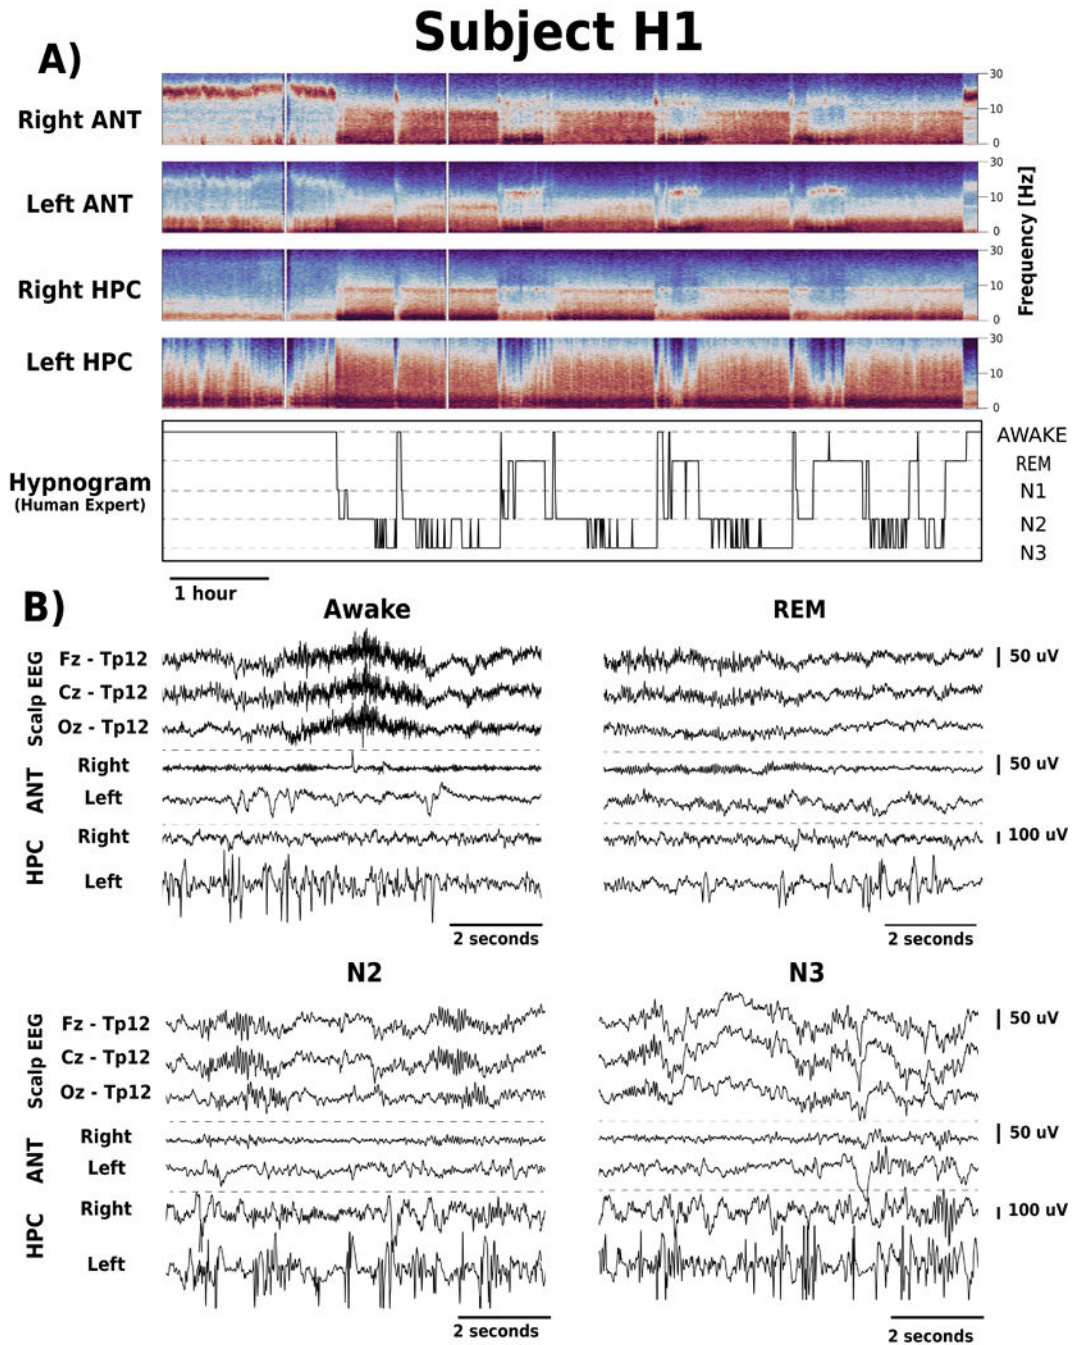 Subject H1
A)
Right ANT
30
10
0
Left ANT
30
10
0
Right HPC
30
10
0
Left HPC
30
10
0
Frequency [Hz]
Hypnogram
(Human Expert)
AWAKE
REM
N1
N2
N3
1 hour
B)
Awake
REM
Scalp EEG
Fz - Tp12
50 uV
Cz - Tp12
Oz - Tp12
ANT
Right
50 uV
Left
HPC
Right
100 uV
Left
2 seconds
2 seconds
N2
N3
Scalp EEG
Fz - Tp12
50 uV
Cz - Tp12
Oz - Tp12
ANT
Right
50 uV
Left
HPC
Right
100 uV
Left
2 seconds
2 seconds